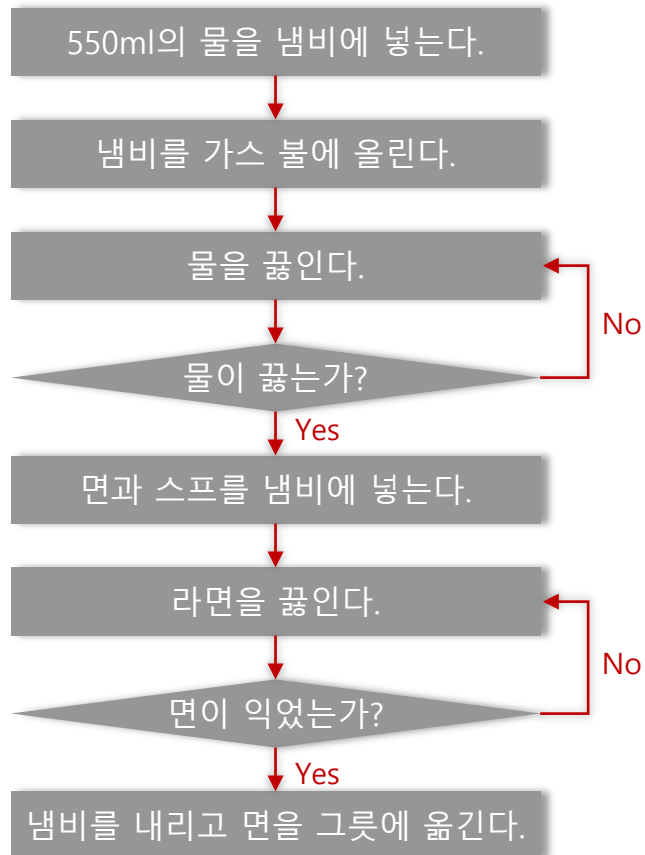 550ml의 물을 냄비에 넣는다.
냄비를 가스 불에 올린다.
물을 끓인다.
No
물이 끓는가?
Yes
면과 스프를 냄비에 넣는다.
라면을 끓인다.
No
면이 익었는가?
Yes
냄비를 내리고 면을 그릇에 옮긴다.